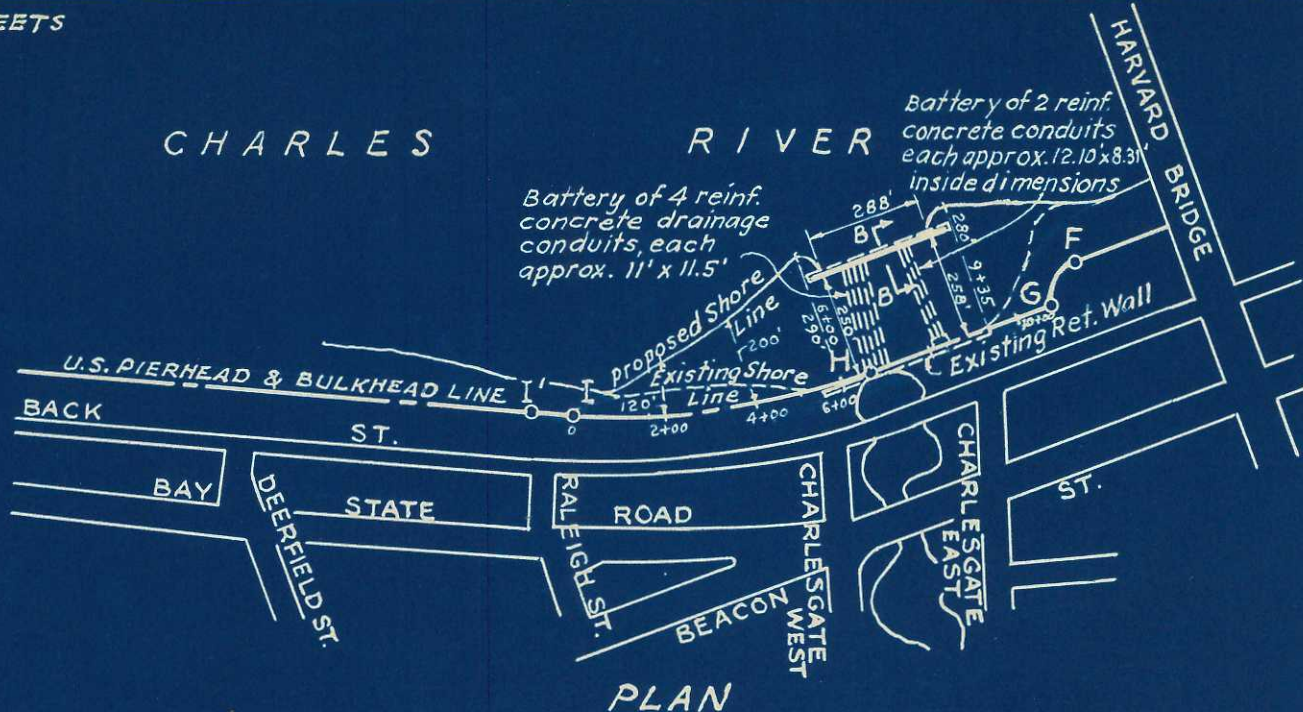 EETS
CHARLES RIVER
HARVARD BRIDGE
Battery of 2 reinf.
concrete conduits
each approx. 12.10'x8.31'
inside dimensions
Battery of 4 reinf.
concrete drainage
conduits, each
approx. 11' x 11.5'
288'
B
B
280'
9+35
258'
F
G
10+00
Existing Ret. Wall
proposed Shore
Line
200'
6+00
290'
250'
H
Existing Shore
Line
U.S. PIERHEAD & BULKHEAD LINE
I'
I
0
120'
2+00
4+00
6+00
BACK ST.
BAY STATE ROAD
DEERFIELD ST.
RALEIGH ST.
CHARLESGATE
WEST
CHARLESGATE
EAST
BEACON ST.
PLAN